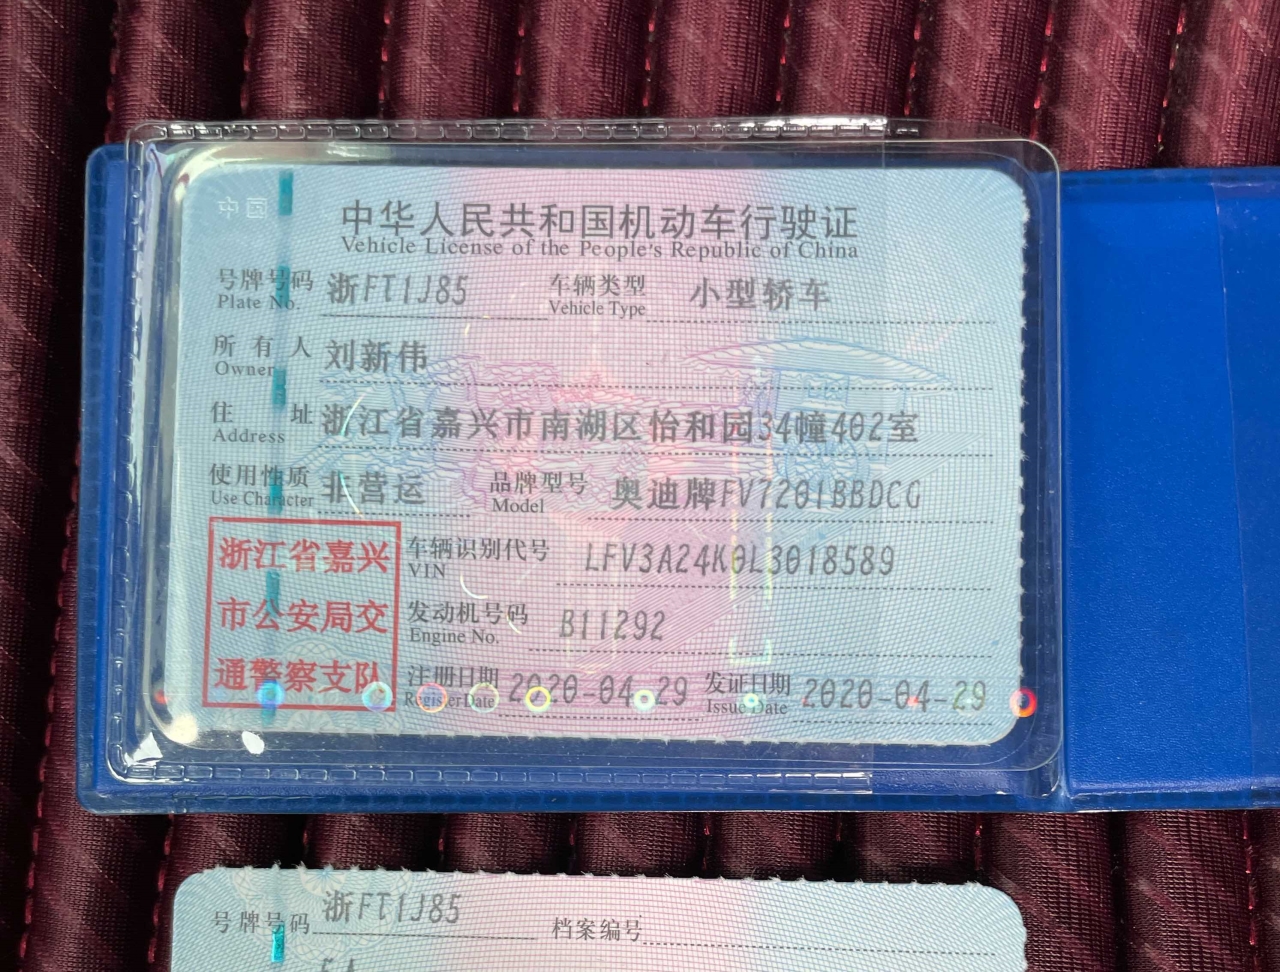 中国
中华人民共和国机动车行驶证
Vehicle License of the People's Republic of China
号牌号码 浙FT1J85 车辆类型 小型轿车
Plate No. Vehicle Type
所有人 刘新伟
Owner
住址 浙江省嘉兴市南湖区怡和园34幢402室
Address
使用性质 非营运 品牌型号 奥迪牌FV7201BBDCG
Use Character Model
浙江省嘉兴
市公安局交
通警察支队
车辆识别代号 LFV3A24K0L3018589
VIN
发动机号码 B11292
Engine No.
注册日期 2020-04-29 发证日期 2020-04-29
Register Date Issue Date
号牌号码 浙FT1J85 档案编号